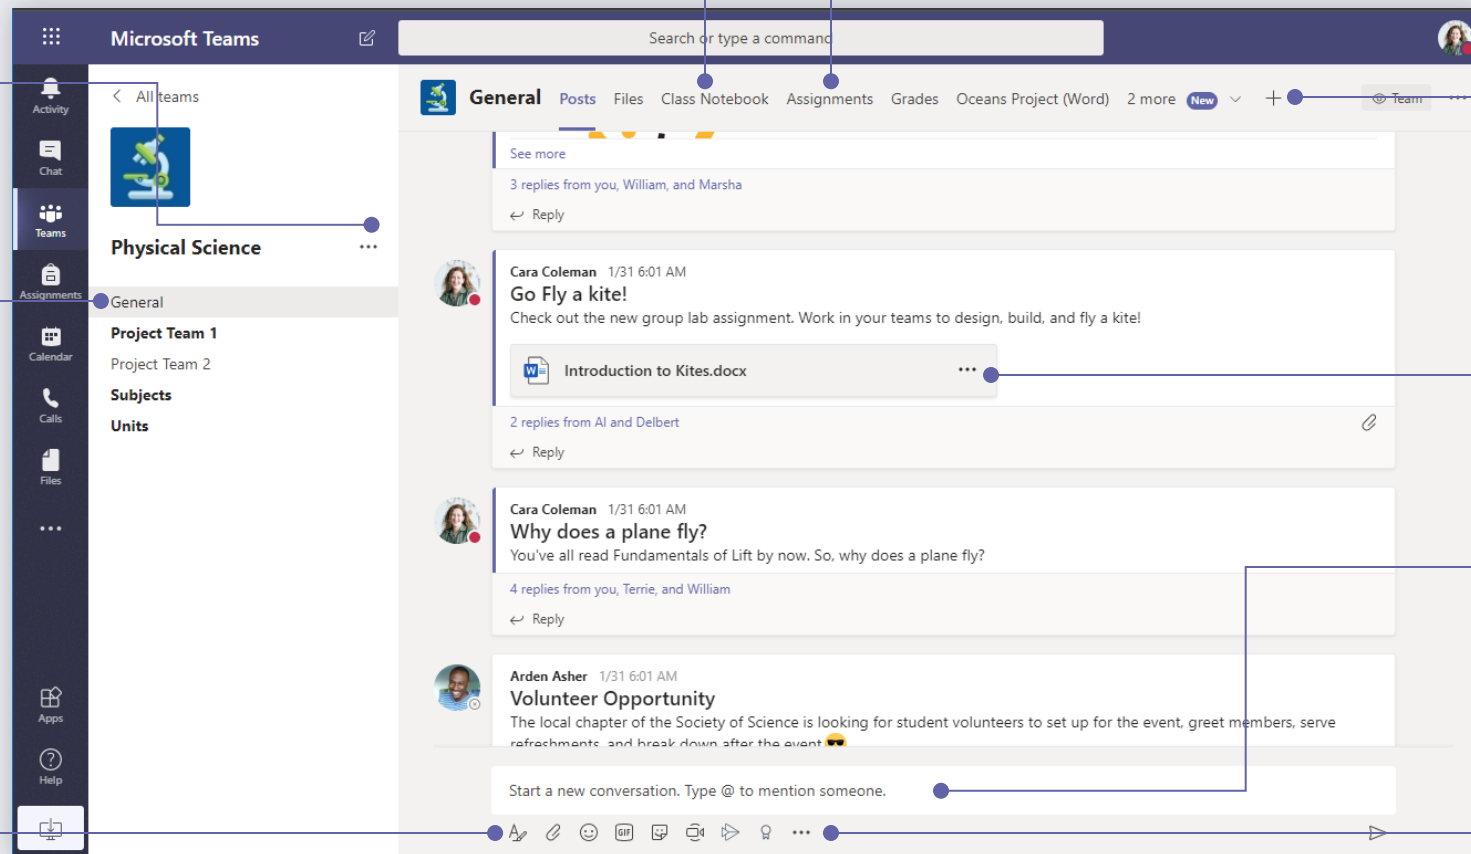 Microsoft Teams
Search or type a command
Activity
Chat
Teams
Assignments
Calendar
Calls
Files
Apps
Help
All teams
Physical Science
General
Project Team 1
Project Team 2
Subjects
Units
General Posts Files Class Notebook Assignments Grades Oceans Project (Word) 2 more New Team
See more
3 replies from you, William, and Marsha
Reply
Cara Coleman 1/31 6:01 AM
Go Fly a kite!
Check out the new group lab assignment. Work in your teams to design, build, and fly a kite!
W Introduction to Kites.docx
2 replies from Al and Delbert
Reply
Cara Coleman 1/31 6:01 AM
Why does a plane fly?
You've all read Fundamentals of Lift by now. So, why does a plane fly?
4 replies from you, Terrie, and William
Reply
Arden Asher 1/31 6:01 AM
Volunteer Opportunity
The local chapter of the Society of Science is looking for student volunteers to set up for the event, greet members, serve
refreshments, and break down after the event
Start a new conversation. Type @ to mention someone.
GIF